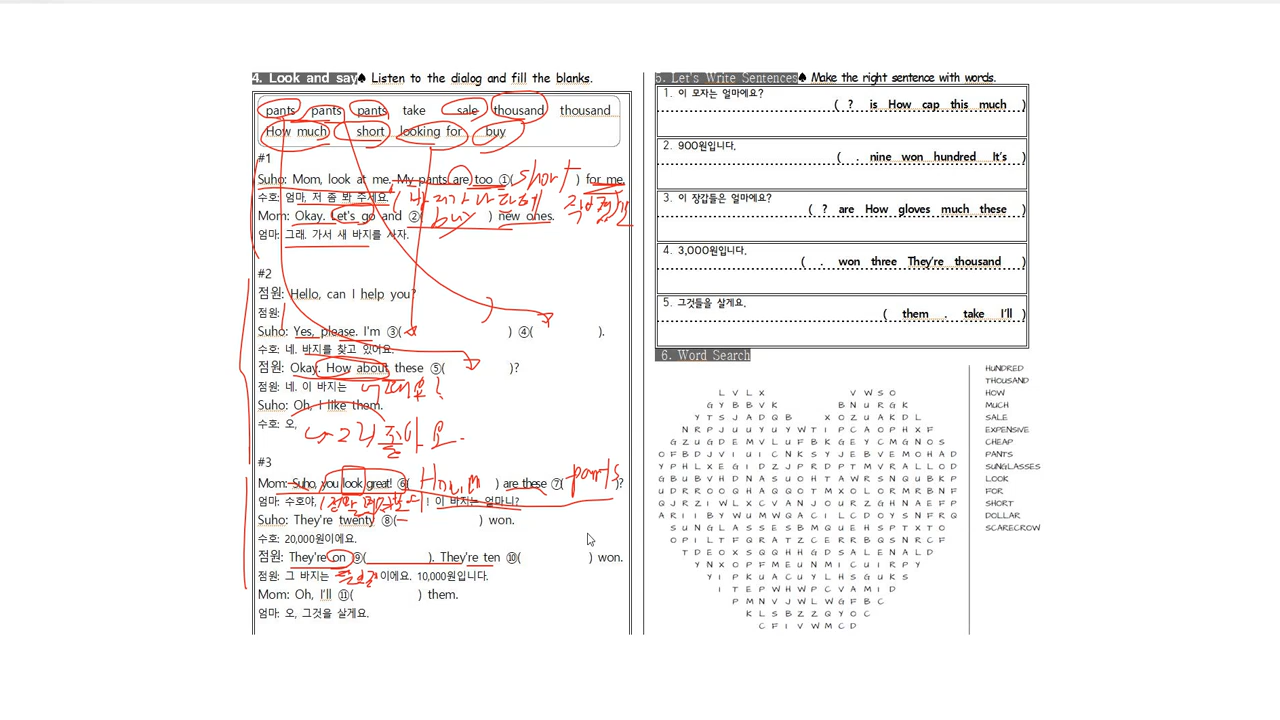 4. Look and say♠ Listen to the dialog and fill the blanks.
pants pants pants take sale thousand thousand
How much short looking for buy
#1
Suho: Mom, look at me. My pants are too ①( short ) for me.
수호: 엄마, 저 좀 봐 주세요.
Mom: Okay. Let's go and ②( buy ) new ones.
엄마: 그래. 가서 새 바지를 사자.
#2
점원: Hello, can I help you?
점원:
Suho: Yes, please. I'm ③( ) ④( ).
수호: 네. 바지를 찾고 있어요.
점원: Okay. How about these ⑤( )?
점원: 네. 이 바지는 어때요?
Suho: Oh, I like them.
수호: 오,
#3
Mom: Suho, you look great! ⑥( ) are these ⑦( pants )?
엄마: 수호야, ! 이 바지는 얼마니?
Suho: They're twenty ⑧( ) won.
수호: 20,000원이에요.
점원: They're on ⑨( ). They're ten ⑩( ) won.
점원: 그 바지는 이에요. 10,000원입니다.
Mom: Oh, I'll ⑪( ) them.
엄마: 오, 그것을 살게요.
5. Let's Write Sentences♠ Make the right sentence with words.
1. 이 모자는 얼마예요?
( ? is How cap this much )
2. 900원입니다.
( . nine won hundred It's )
3. 이 장갑들은 얼마예요?
( ? are How gloves much these )
4. 3,000원입니다.
( . won three They're thousand )
5. 그것들을 살게요.
( them . take I'll )
6. Word Search
L V L X V W S O
G Y B B V K B N U R G K
Y T S J A D Q B X O Z U A K D L
N R P J U U Y U Y W T I P C A O P H X F
G Z U G D E M V L U F B K G E Y C M G N O S
O F B D J V I U I C N K S Y J E B V E M O H A D
Y P H L X E G I D Z J P R D P T M V R A L L O D
G B U B V H D N A S U O H T A W R S N Q U B K P
U D R R O O Q H A Q Q O T M X O L O R M R B N F
Q J R Z I W L X C V A N J O U R Z G H N A E F P
A R I I B Y W U M W Q A C I L C D O Y S N F R Q
S U N G L A S S E S B M Q U E H S P T X T O
O P I L T F Q R A T Z C E R R B Q S N R C F
T D E O X S Q Q H H G D S A L E N A L D
Y N X O P F M E U N M I C U I R P Y
Y I P K U A C U Y L H S G U K S
I T E P W H W P C V A M I D
P M N V J W L W G F B C
K L S B Z Z Q Y O C
C F I V W M C D
HUNDRED
THOUSAND
HOW
MUCH
SALE
EXPENSIVE
CHEAP
PANTS
SUNGLASSES
LOOK
FOR
SHORT
DOLLAR
SCARECROW